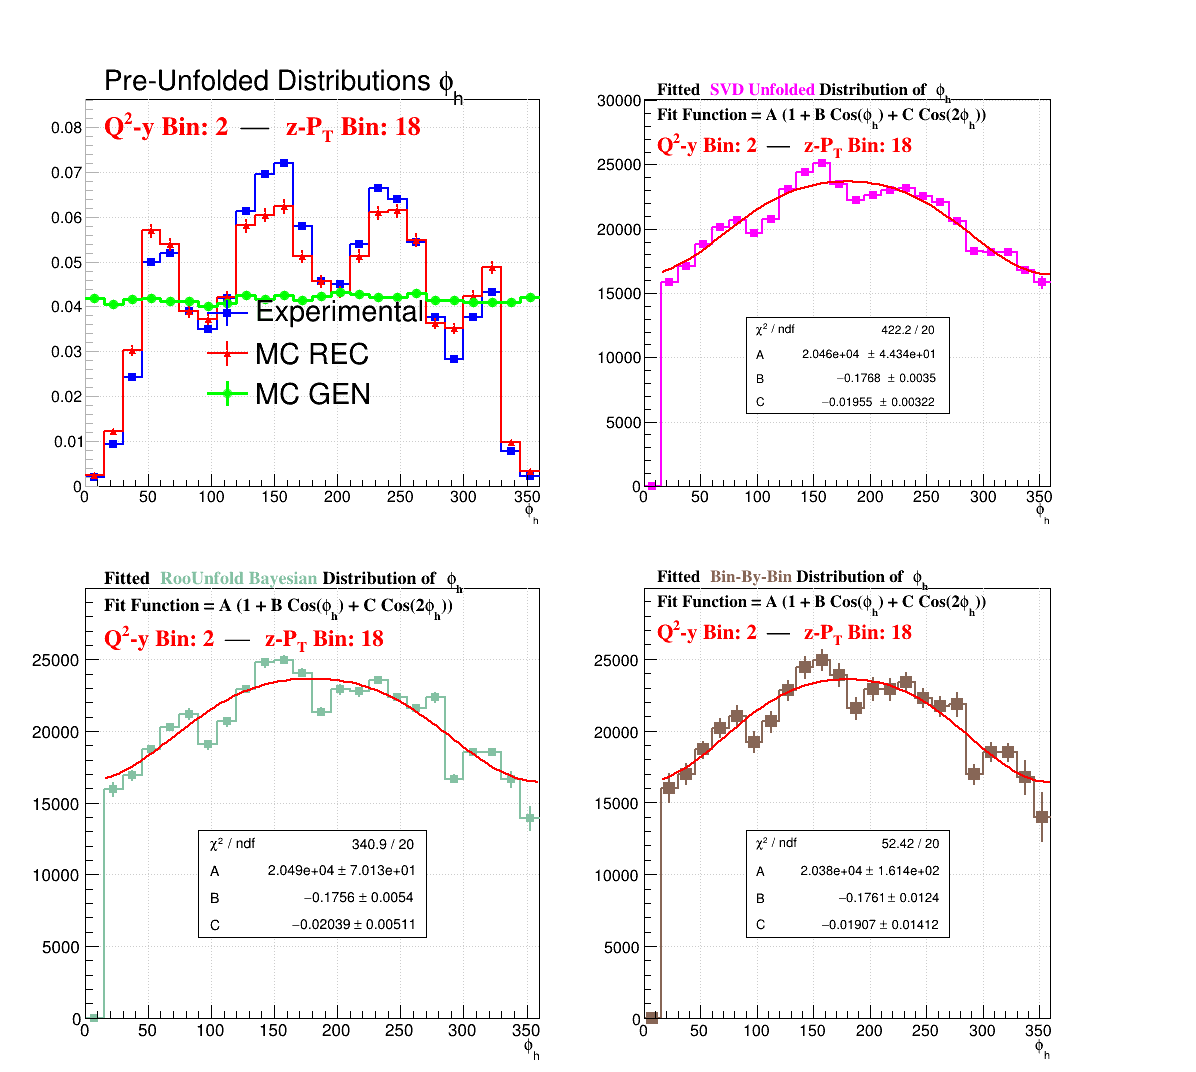 Pre-Unfolded Distributions ϕh
Q2-y Bin: 2 — z-PT Bin: 18
0.08
0.07
0.06
0.05
0.04
0.03
0.02
0.01
0
Experimental
MC REC
MC GEN
0 50 100 150 200 250 300 350
ϕh
Fitted SVD Unfolded Distribution of ϕh
Fit Function = A (1 + B Cos(ϕh) + C Cos(2ϕh))
Q2-y Bin: 2 — z-PT Bin: 18
30000
25000
20000
15000
10000
5000
0
χ2 / ndf 422.2 / 20
A 2.046e+04 ± 4.434e+01
B −0.1768 ± 0.0035
C −0.01955 ± 0.00322
0 50 100 150 200 250 300 350
ϕh
Fitted RooUnfold Bayesian Distribution of ϕh
Fit Function = A (1 + B Cos(ϕh) + C Cos(2ϕh))
Q2-y Bin: 2 — z-PT Bin: 18
25000
20000
15000
10000
5000
0
χ2 / ndf 340.9 / 20
A 2.049e+04 ± 7.013e+01
B −0.1756 ± 0.0054
C −0.02039 ± 0.00511
0 50 100 150 200 250 300 350
ϕh
Fitted Bin-By-Bin Distribution of ϕh
Fit Function = A (1 + B Cos(ϕh) + C Cos(2ϕh))
Q2-y Bin: 2 — z-PT Bin: 18
25000
20000
15000
10000
5000
0
χ2 / ndf 52.42 / 20
A 2.038e+04 ± 1.614e+02
B −0.1761 ± 0.0124
C −0.01907 ± 0.01412
0 50 100 150 200 250 300 350
ϕh